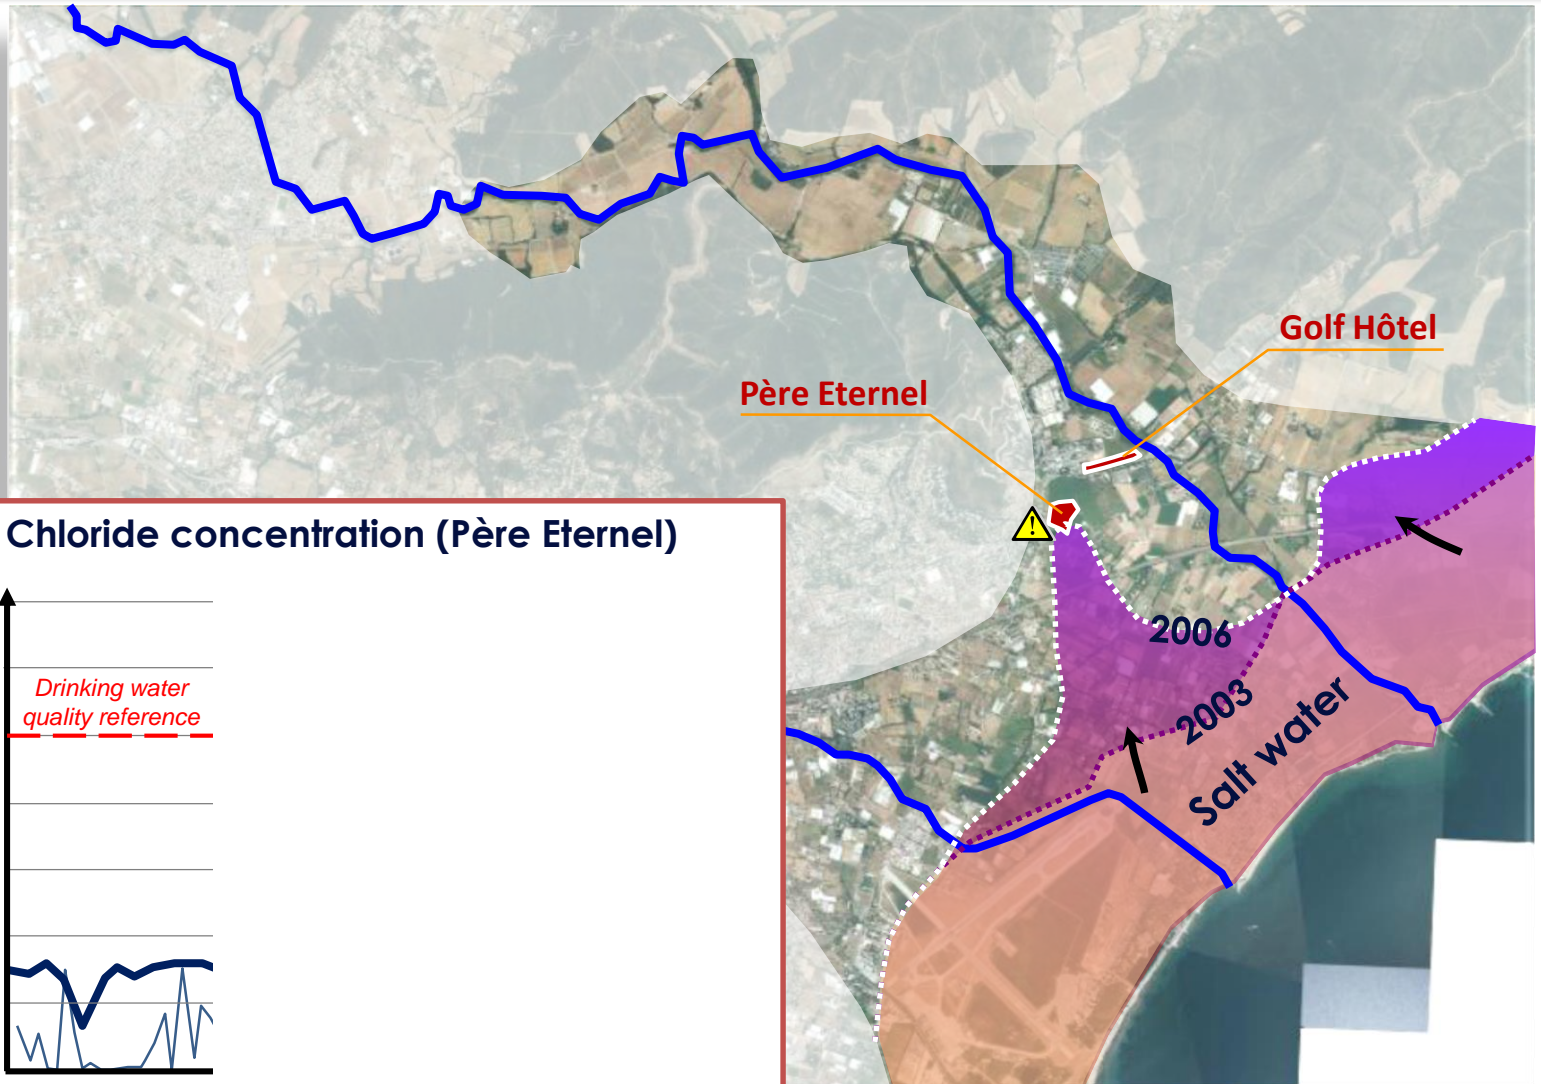 Golf Hôtel
Père Eternel
!
Chloride concentration (Père Eternel)
Drinking water
quality reference
2006
2003
Salt water